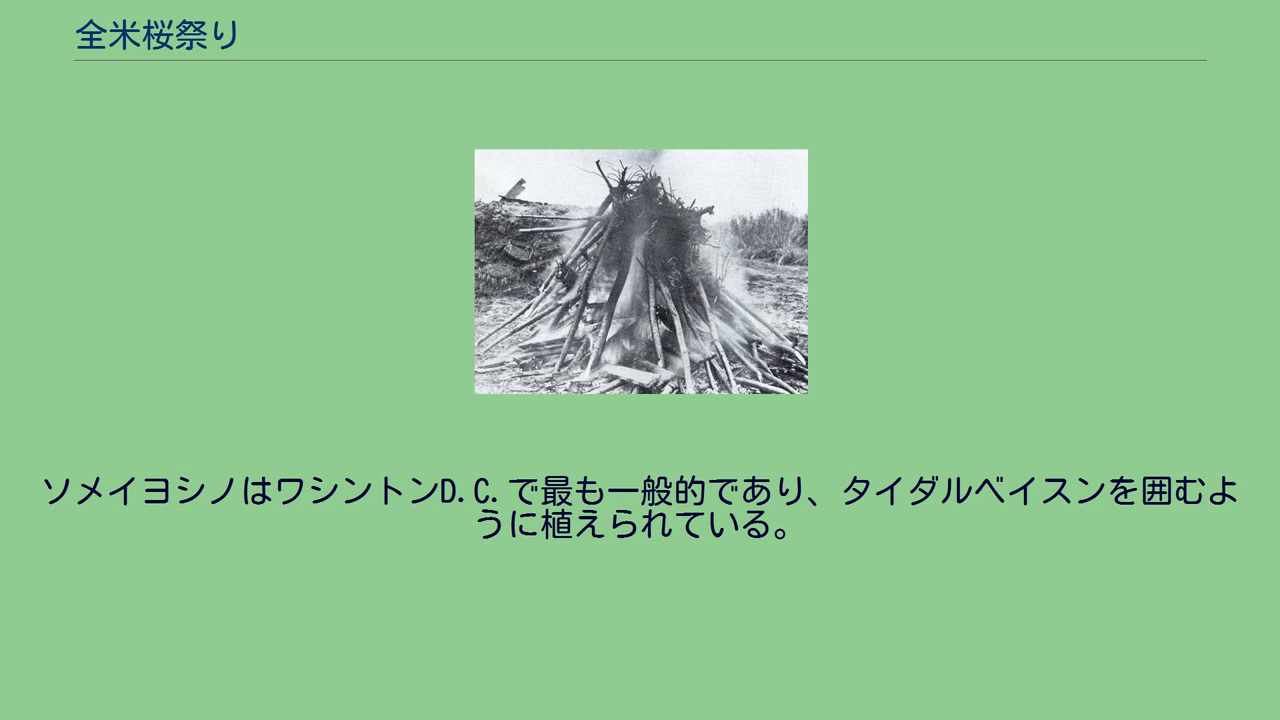 全米桜祭り
ソメイヨシノはワシントンD.C.で最も一般的であり、タイダルベイスンを囲むよ
うに植えられている。